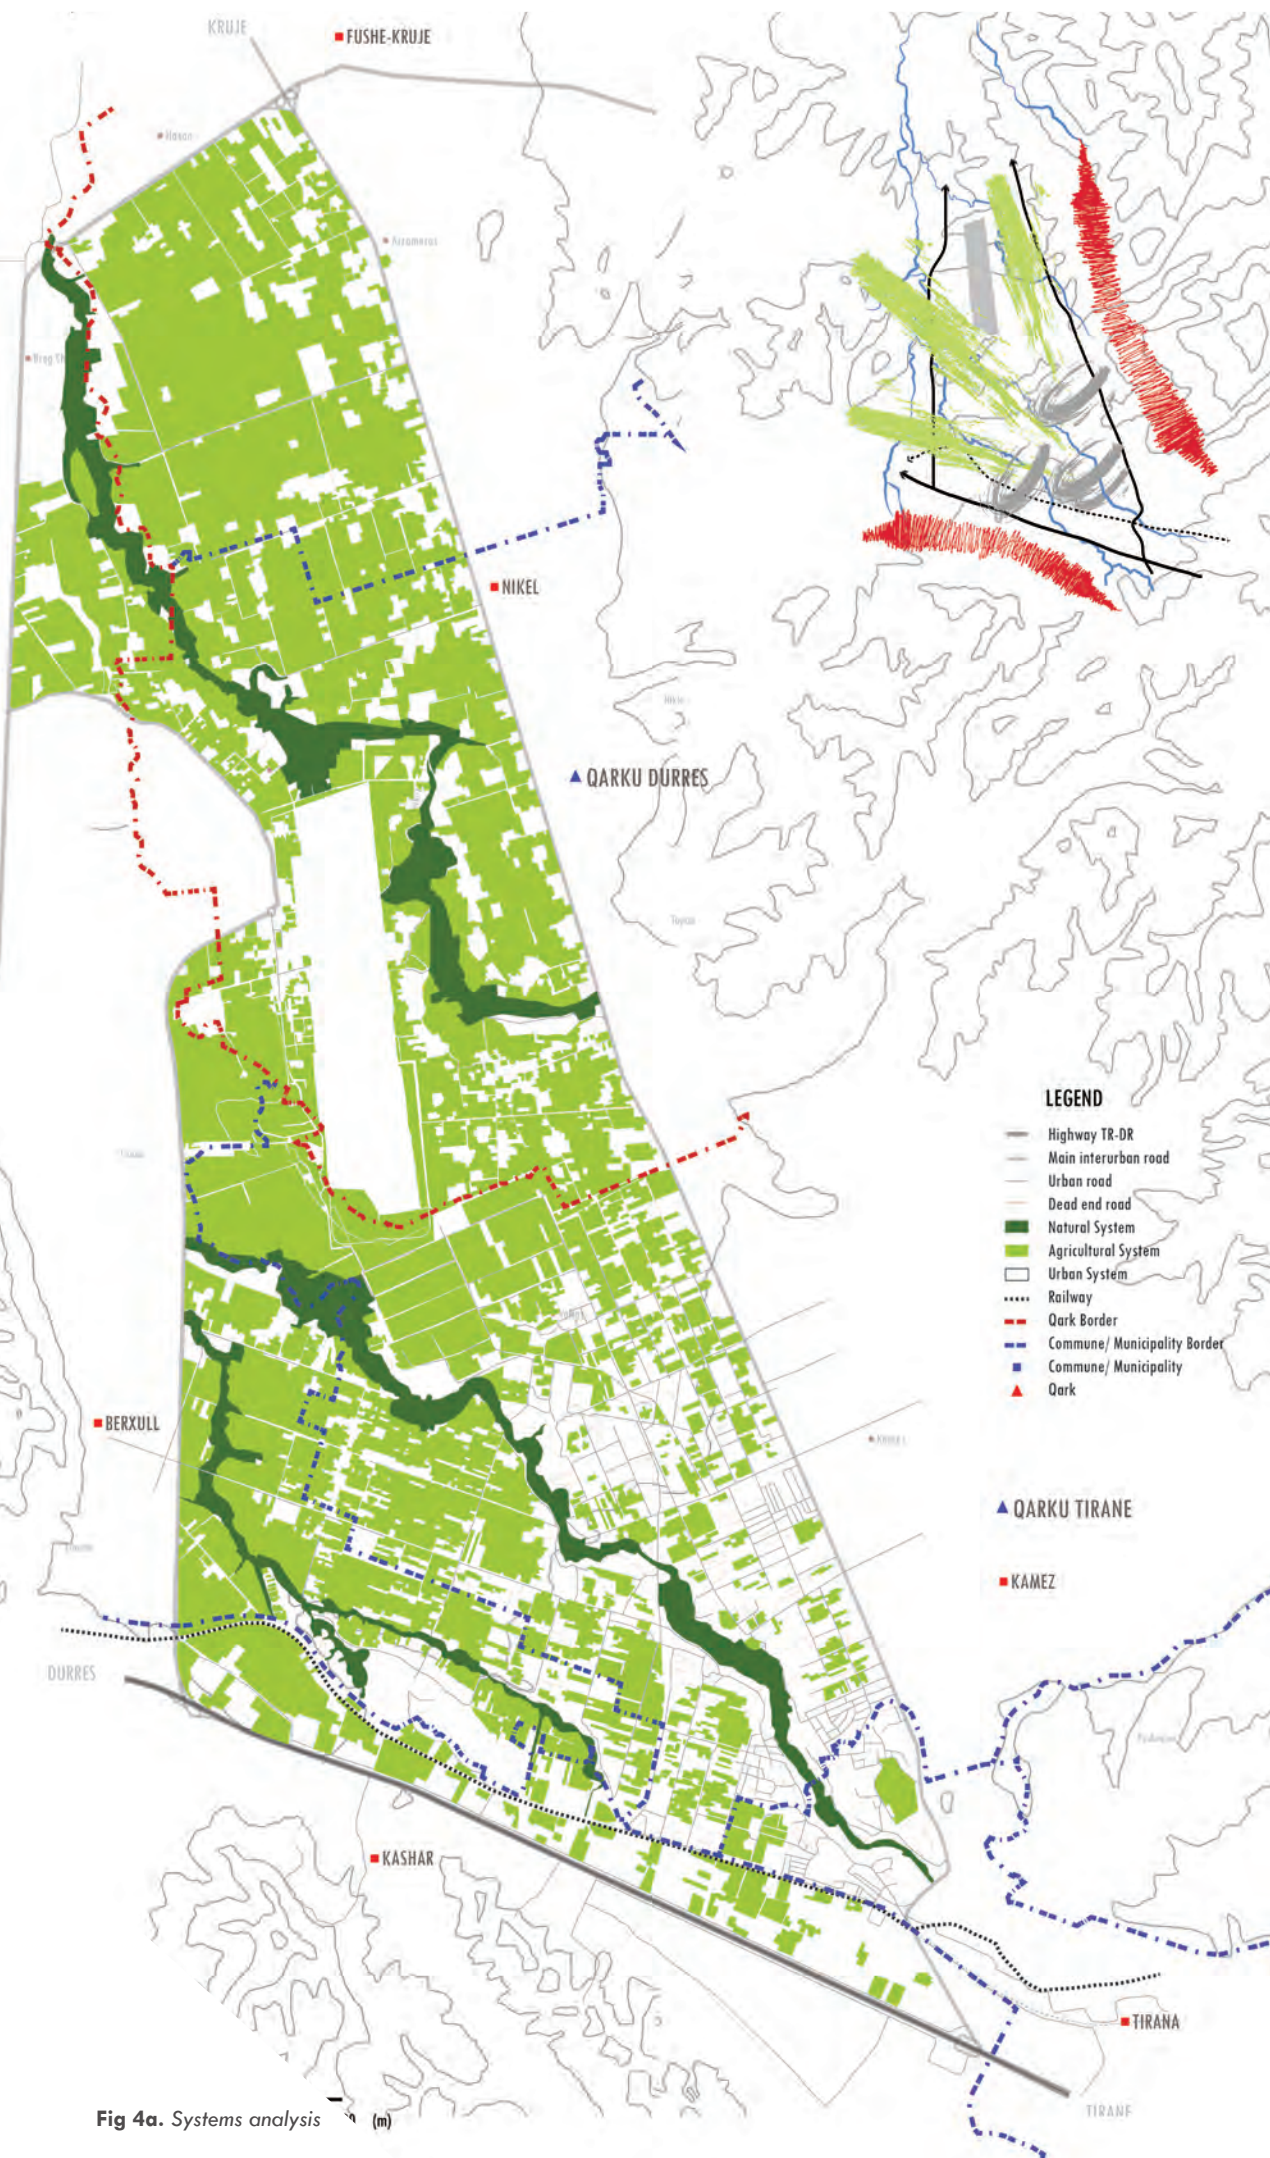 KRUJE
FUSHE-KRUJE
Hasan
NIKEL
QARKU DURRES
LEGEND
Highway TR-DR
Main interurban road
Urban road
Dead end road
Natural System
Agricultural System
Urban System
Railway
Qark Border
Commune/ Municipality Border
Commune/ Municipality
Qark
BERXULL
QARKU TIRANE
KAMEZ
DURRES
KASHAR
TIRANA
TIRANE
Fig 4a. Systems analysis
(m)